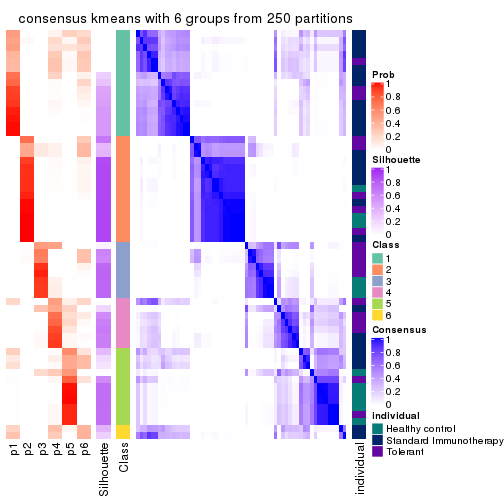 consensus kmeans with 6 groups from 250 partitions
Prob
1
0.8
0.6
0.4
0.2
0
Silhouette
1
0.8
0.6
0.4
0.2
0
Class
1
2
3
4
5
6
Consensus
1
0.8
0.6
0.4
0.2
0
individual
Healthy control
Standard Immunotherapy
Tolerant
p1
p2
p3
p4
p5
p6
Silhouette
Class
individual